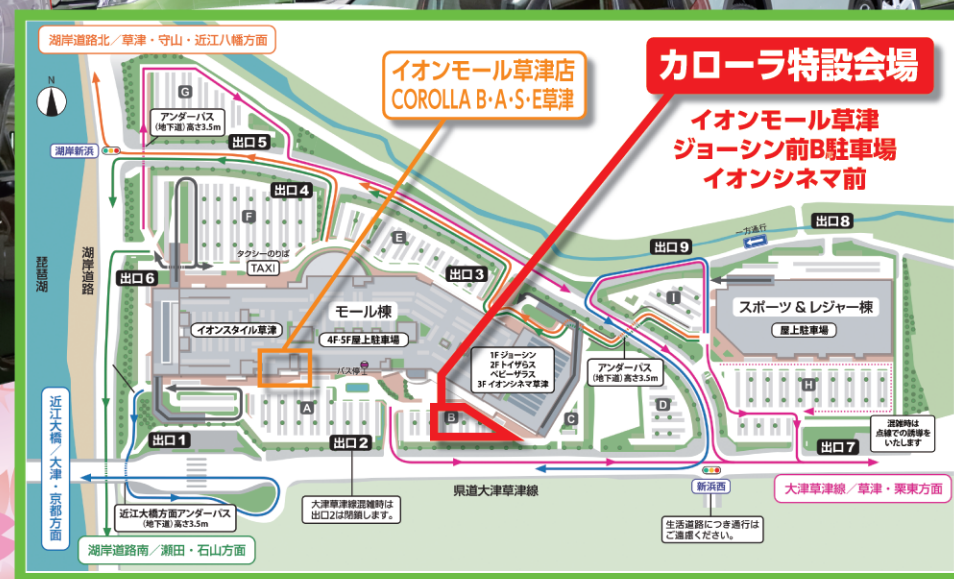 湖岸道路北／草津・守山・近江八幡方面
イオンモール草津店
COROLLA B・A・S・E草津
カローラ特設会場
イオンモール草津
ジョーシン前B駐車場
イオンシネマ前
N
G
アンダーパス
(地下道)高さ3.5m
出口5
湖岸新浜
出口4
F
E
出口3
タクシーのりば
TAXI
出口6
琵琶湖
湖岸道路
出口8
一方通行
出口9
I
スポーツ＆レジャー棟
屋上駐車場
モール棟
イオンスタイル草津
4F・5F屋上駐車場
バス停
1F ジョーシン
2F トイザらス
ベビーザラス
3F イオンシネマ草津
アンダーパス
(地下道)高さ3.5m
H
A
B
C
D
出口1
出口2
出口7
混雑時は
点線での誘導を
いたします
近江大橋／大津・京都方面
近江大橋方面アンダーパス
(地下道)高さ3.5m
大津草津線混雑時は
出口2は閉鎖します。
県道大津草津線
新浜西
大津草津線／草津・栗東方面
生活道路につき通行は
ご遠慮ください。
湖岸道路南／瀬田・石山方面